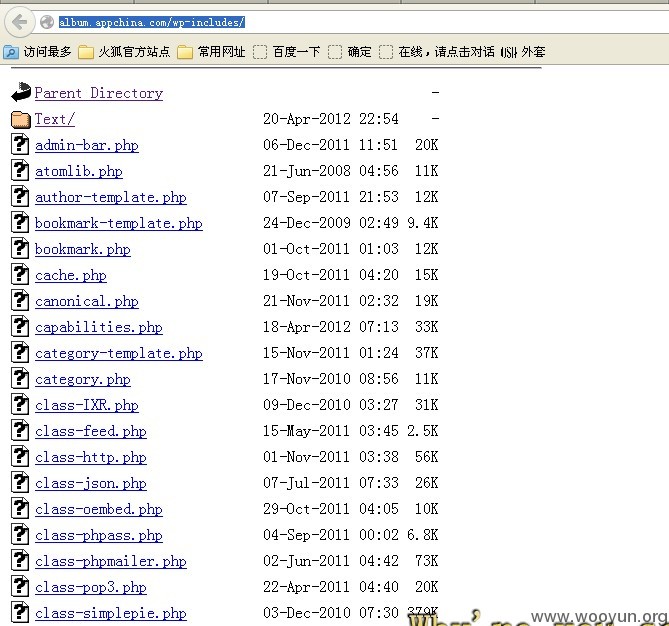 album.appchina.com/wp-includes/
访问最多 火狐官方站点 常用网址 百度一下 确定 在线，请点击对话 外套
Parent Directory -
Text/ 20-Apr-2012 22:54 -
admin-bar.php 06-Dec-2011 11:51 20K
atomlib.php 21-Jun-2008 04:56 11K
author-template.php 07-Sep-2011 21:53 12K
bookmark-template.php 24-Dec-2009 02:49 9.4K
bookmark.php 01-Oct-2011 01:03 12K
cache.php 19-Oct-2011 04:20 15K
canonical.php 21-Nov-2011 02:32 19K
capabilities.php 18-Apr-2012 07:13 33K
category-template.php 15-Nov-2011 01:24 37K
category.php 17-Nov-2010 08:56 11K
class-IXR.php 09-Dec-2010 03:27 31K
class-feed.php 15-May-2011 03:45 2.5K
class-http.php 01-Nov-2011 03:38 56K
class-json.php 07-Jul-2011 07:33 26K
class-oembed.php 29-Oct-2011 04:05 10K
class-phpass.php 04-Sep-2011 00:02 6.8K
class-phpmailer.php 02-Jun-2011 04:42 73K
class-pop3.php 22-Apr-2011 04:40 20K
class-simplepie.php 03-Dec-2010 07:30 379K
www.wooyun.org